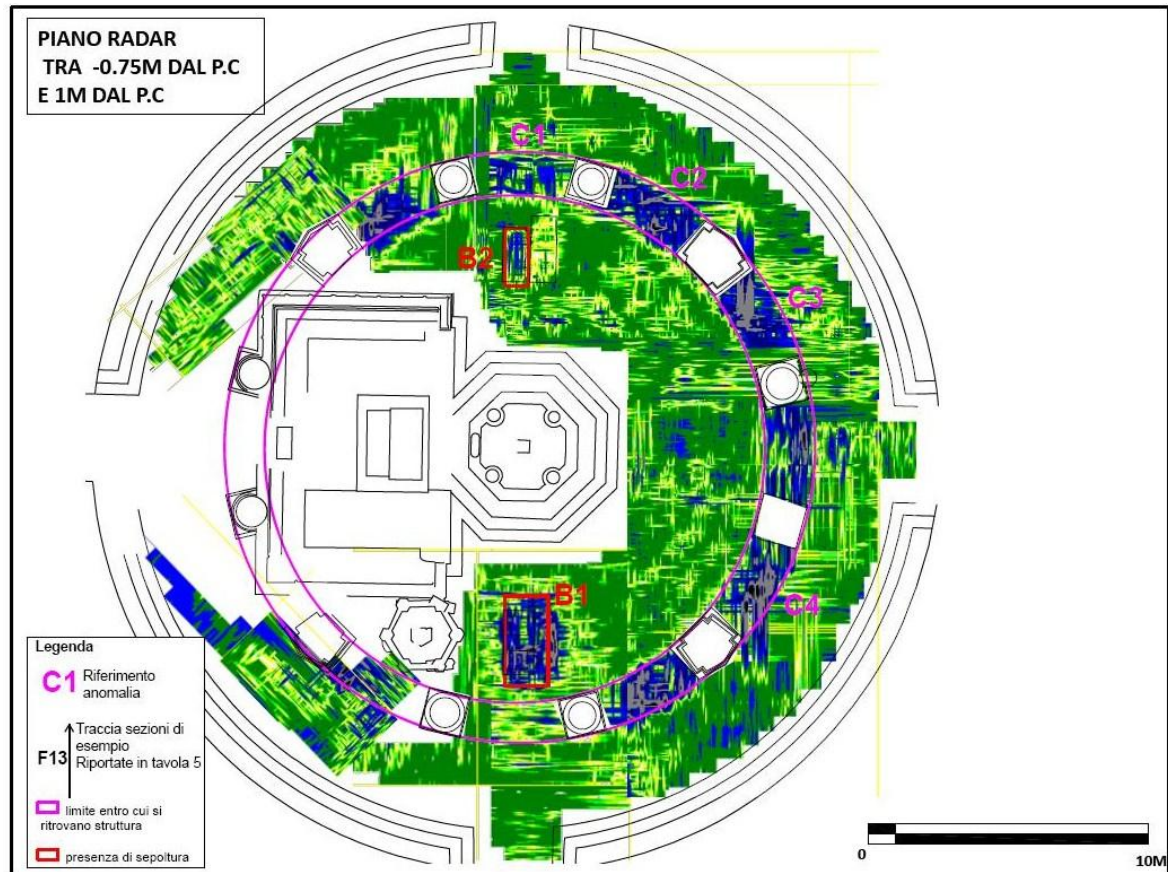 PIANO RADAR
TRA -0.75M DAL P.C
E 1M DAL P.C
C1
C2
B2
C3
B1
C4
Legenda
C1 Riferimento
anomalia
Traccia sezioni di
esempio
F13 Riportate in tavola 5
limite entro cui si
ritrovano struttura
presenza di sepoltura
0 10M